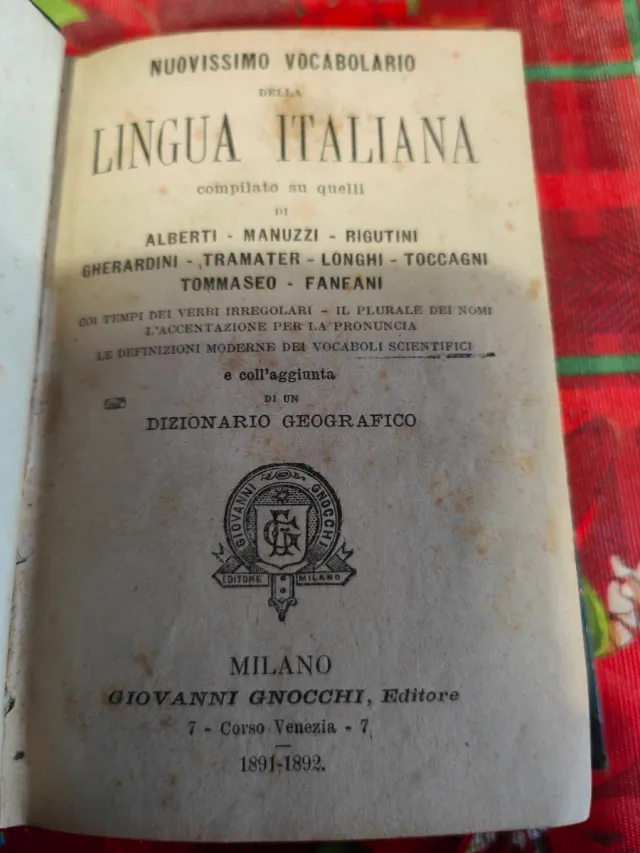 NUOVISSIMO VOCABOLARIO
DELLA
LINGUA ITALIANA
compilato su quelli
DI
ALBERTI - MANUZZI - RIGUTINI
GHERARDINI - TRAMATER - LONGHI - TOCCAGNI
TOMMASEO - FANFANI
COI TEMPI DEI VERBI IRREGOLARI - IL PLURALE DEI NOMI
L'ACCENTAZIONE PER LA PRONUNCIA
LE DEFINIZIONI MODERNE DEI VOCABOLI SCIENTIFICI
e coll'aggiunta
DI UN
DIZIONARIO GEOGRAFICO
GIOVANNI GNOCCHI
EG
EDITORE MILANO
MILANO
GIOVANNI GNOCCHI, Editore
7 - Corso Venezia - 7
1891-1892.